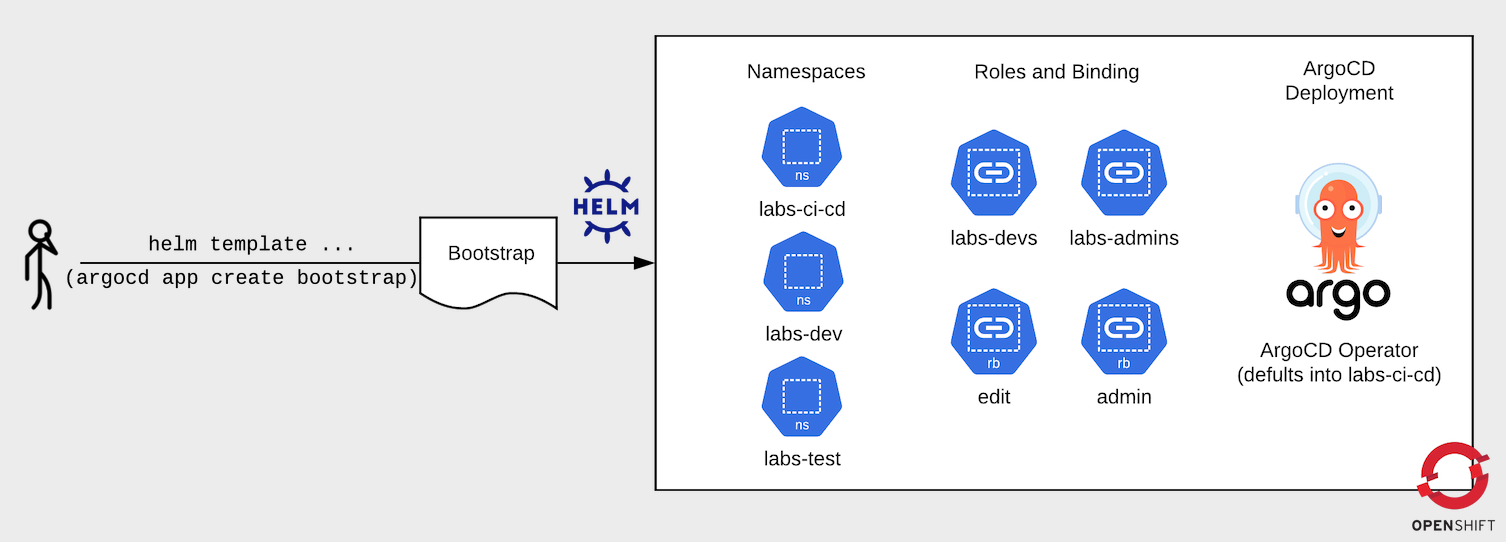 helm template ...
(argocd app create bootstrap)
Bootstrap
HELM
Namespaces
ns
labs-ci-cd
ns
labs-dev
ns
labs-test
Roles and Binding
labs-devs
labs-admins
rb
edit
rb
admin
ArgoCD
Deployment
argo
ArgoCD Operator
(defults into labs-ci-cd)
OPENSHIFT